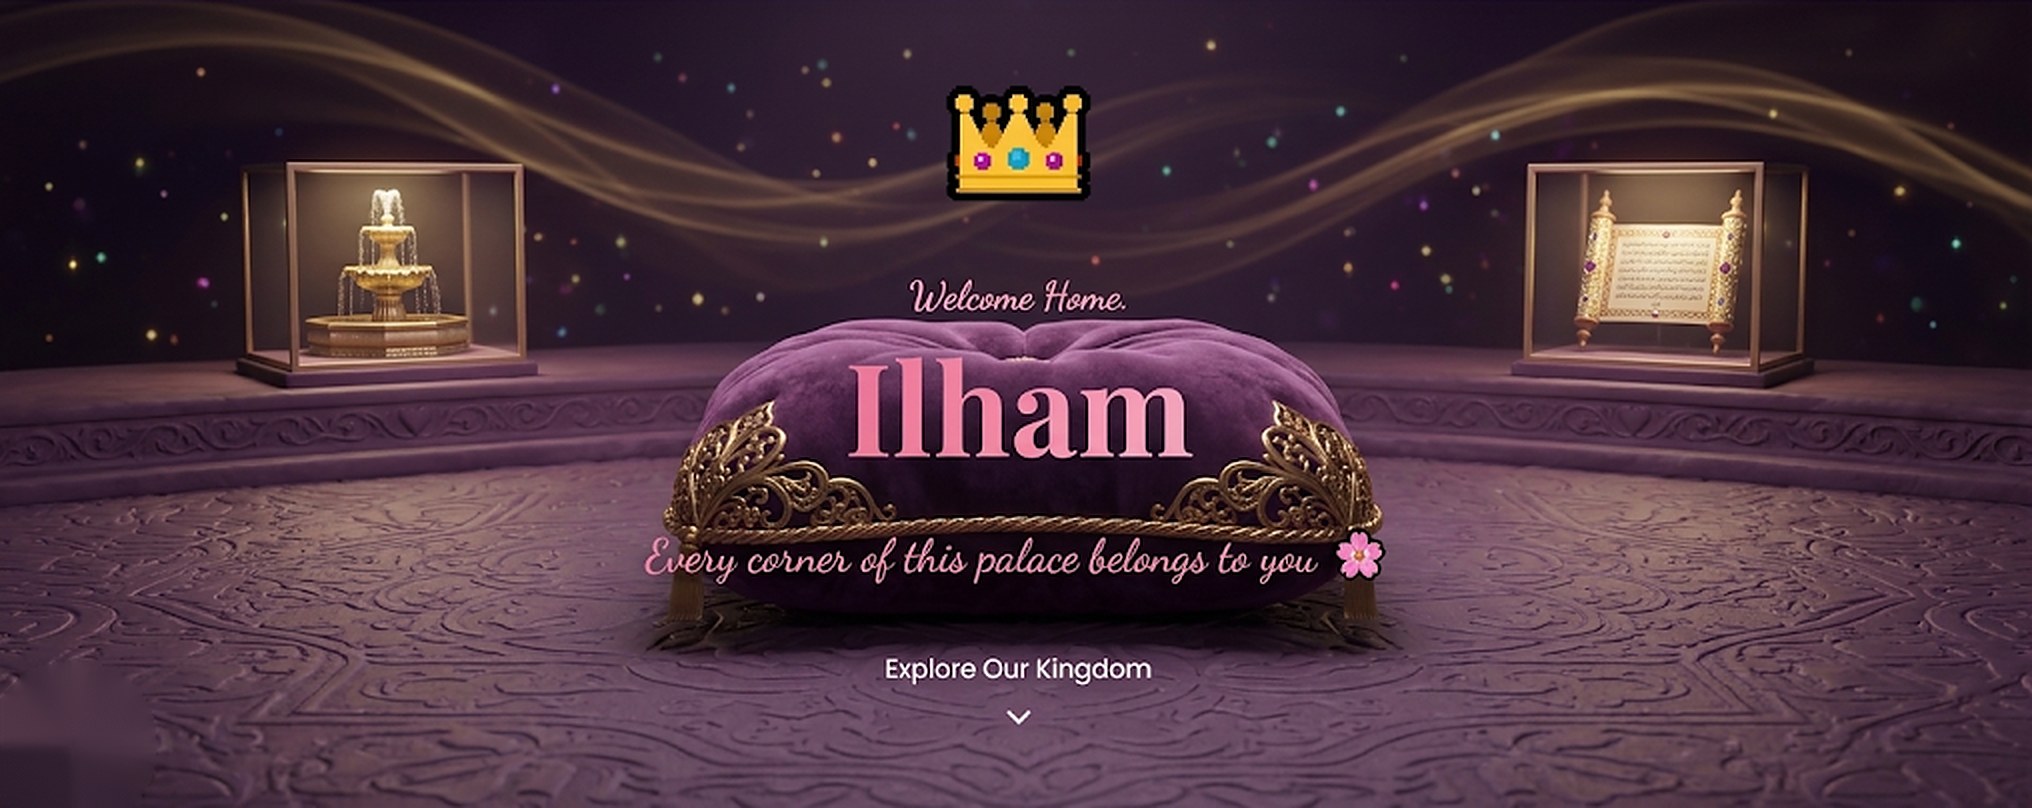 Welcome Home.
Ilham
Every corner of this palace belongs to you
Explore Our Kingdom